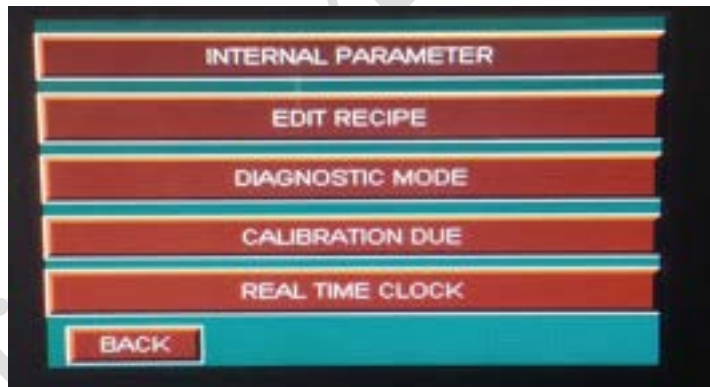 INTERNAL PARAMETER
EDIT RECIPE
DIAGNOSTIC MODE
CALIBRATION DUE
REAL TIME CLOCK
BACK